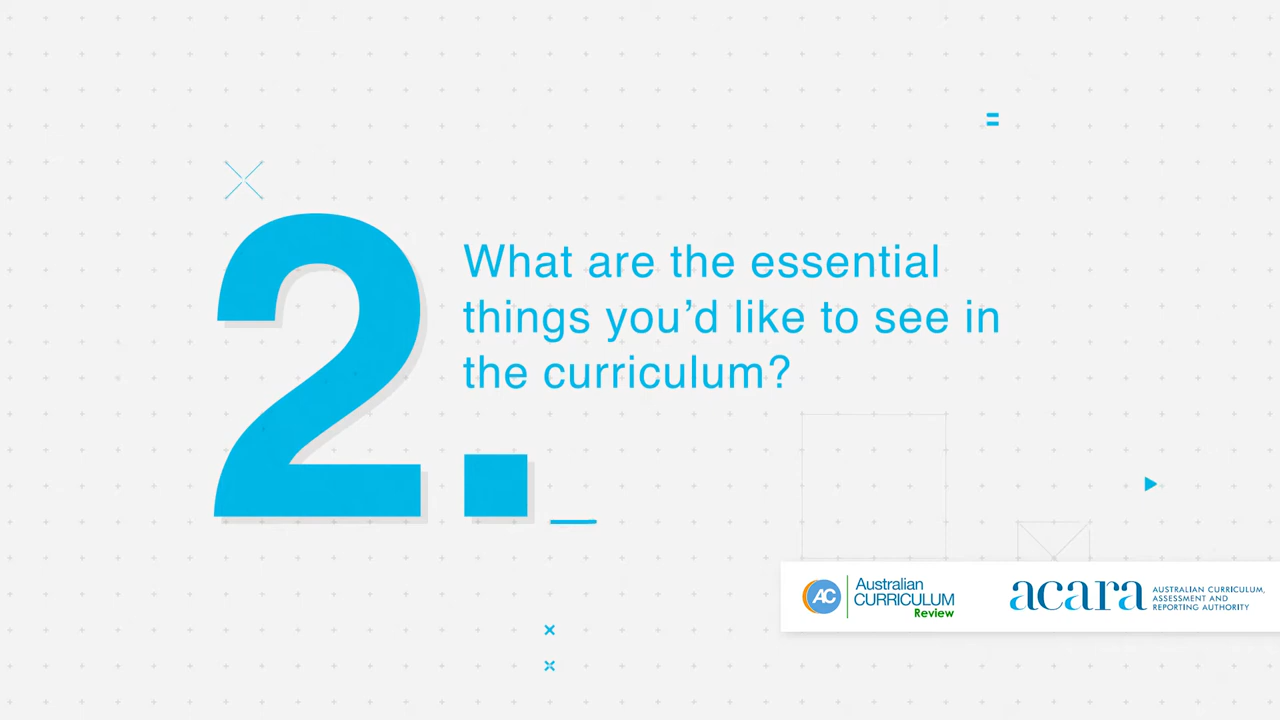 2.
What are the essential
things you’d like to see in
the curriculum?
AC
Australian
CURRICULUM
Review
acara
AUSTRALIAN CURRICULUM,
ASSESSMENT AND
REPORTING AUTHORITY